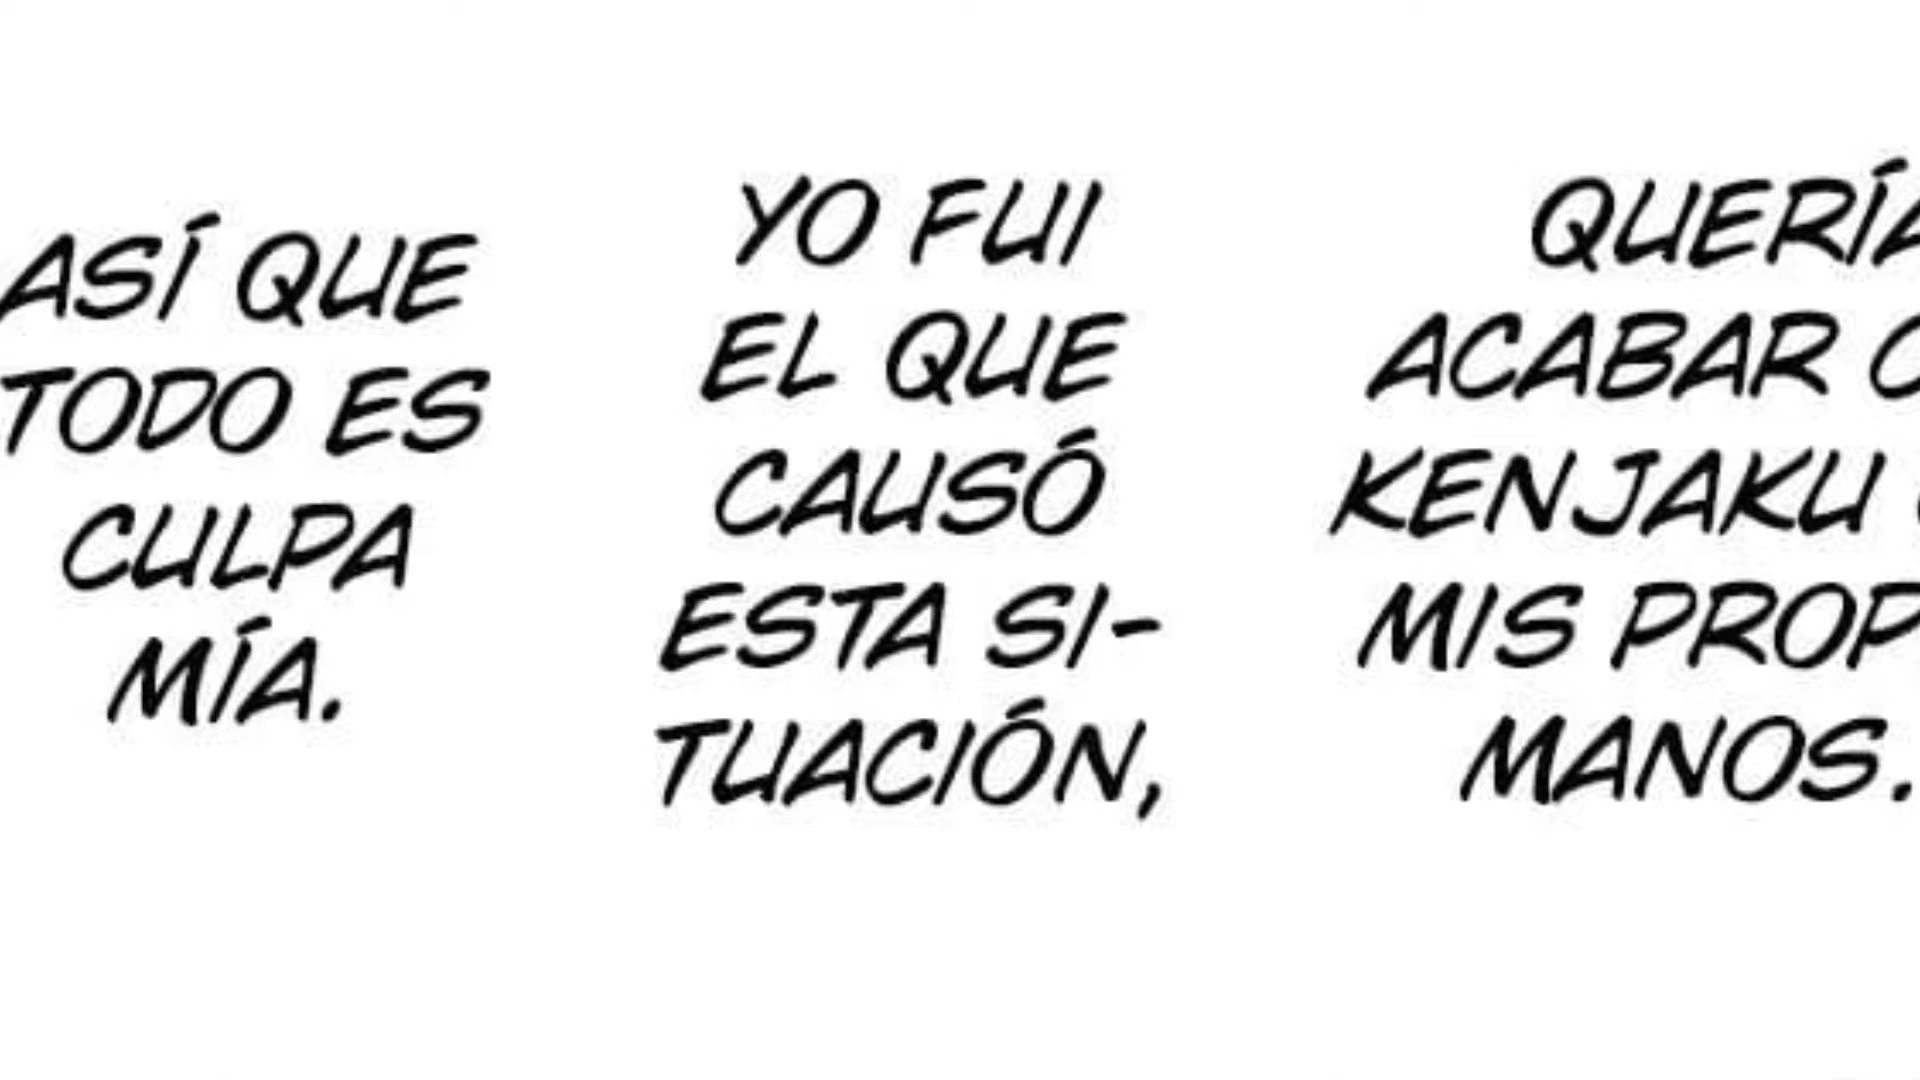 ASÍ QUE
TODO ES
CULPA
MÍA.
YO FUI
EL QUE
CAUSÓ
ESTA SI-
TUACIÓN,
QUERÍA
ACABAR
KENJAKU
MIS
MANOS.